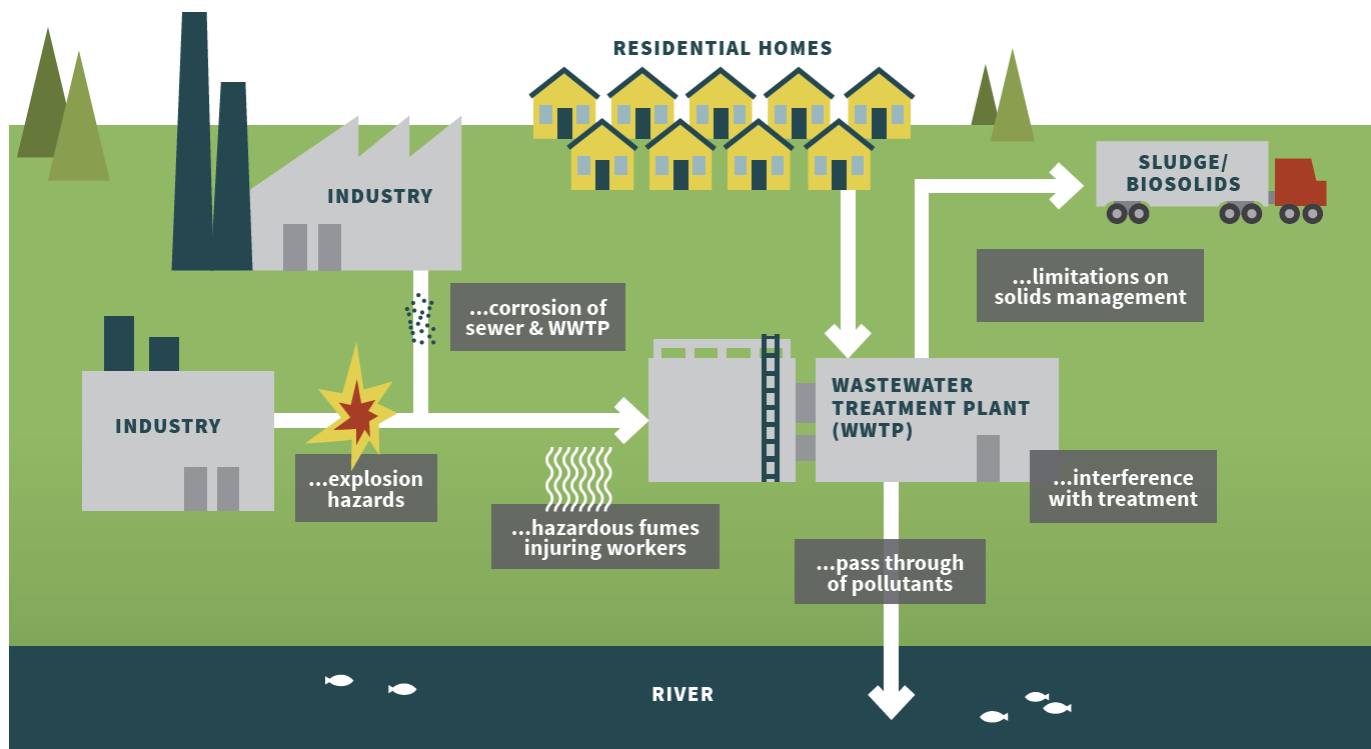 RESIDENTIAL HOMES
INDUSTRY
SLUDGE/
BIOSOLIDS
...corrosion of
sewer & WWTP
...limitations on
solids management
INDUSTRY
WASTEWATER
TREATMENT PLANT
(WWTP)
...explosion
hazards
...hazardous fumes
injuring workers
...interference
with treatment
...pass through
of pollutants
RIVER